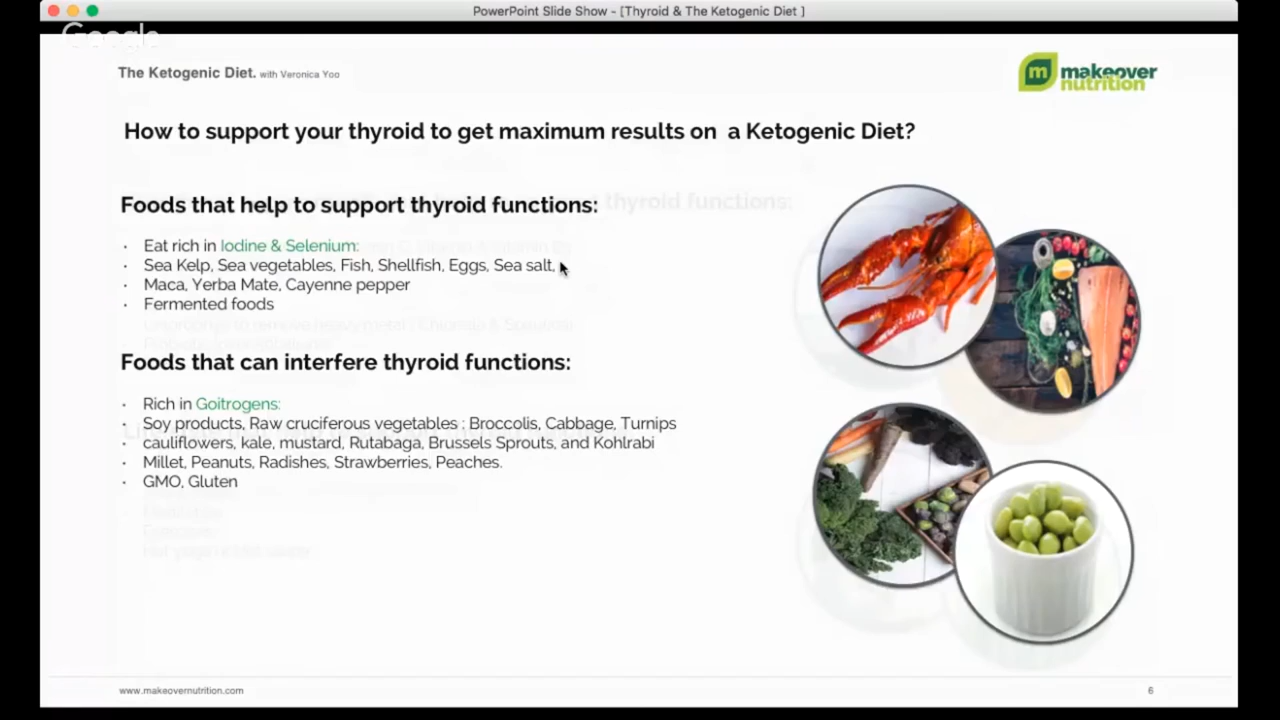 PowerPoint Slide Show - [Thyroid & The Ketogenic Diet ]
Google
The Ketogenic Diet. with Veronica Yoo
makeover
nutrition
How to support your thyroid to get maximum results on a Ketogenic Diet?
thyroid functions:
Foods that help to support thyroid functions:
· Eat rich in Iodine & Selenium:
· Sea Kelp, Sea vegetables, Fish, Shellfish, Eggs, Sea salt,
· Maca, Yerba Mate, Cayenne pepper
· Fermented foods
Foods that can interfere thyroid functions:
· Rich in Goitrogens:
· Soy products, Raw cruciferous vegetables ; Broccolis, Cabbage, Turnips
· cauliflowers, kale, mustard, Rutabaga, Brussels Sprouts, and Kohlrabi
· Millet, Peanuts, Radishes, Strawberries, Peaches.
· GMO, Gluten
www.makeovernutrition.com
6